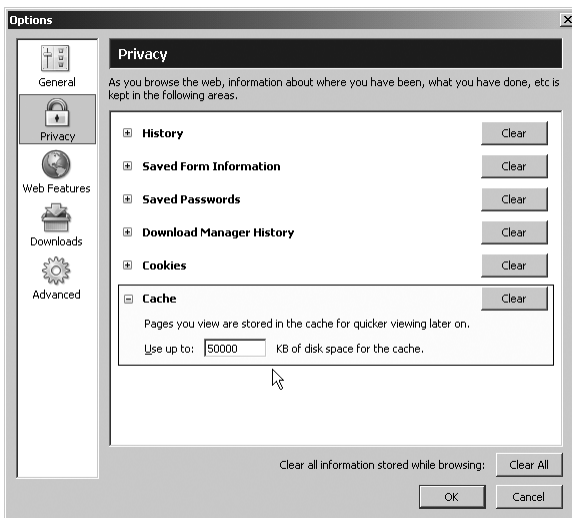 Options
General
Privacy
Web Features
Downloads
Advanced
Privacy
As you browse the web, information about where you have been, what you have done, etc is
kept in the following areas.
History Clear
Saved Form Information Clear
Saved Passwords Clear
Download Manager History Clear
Cookies Clear
Cache Clear
Pages you view are stored in the cache for quicker viewing later on.
Use up to: 50000 KB of disk space for the cache.
Clear all information stored while browsing: Clear All
OK Cancel